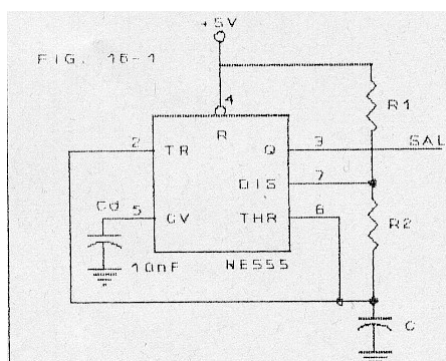 +5V
FIG. 16-1
4
R1
R
2 TR Q 3 SAL
DIS 7
Cd 5 CV THR 6
R2
10nF NE555
C